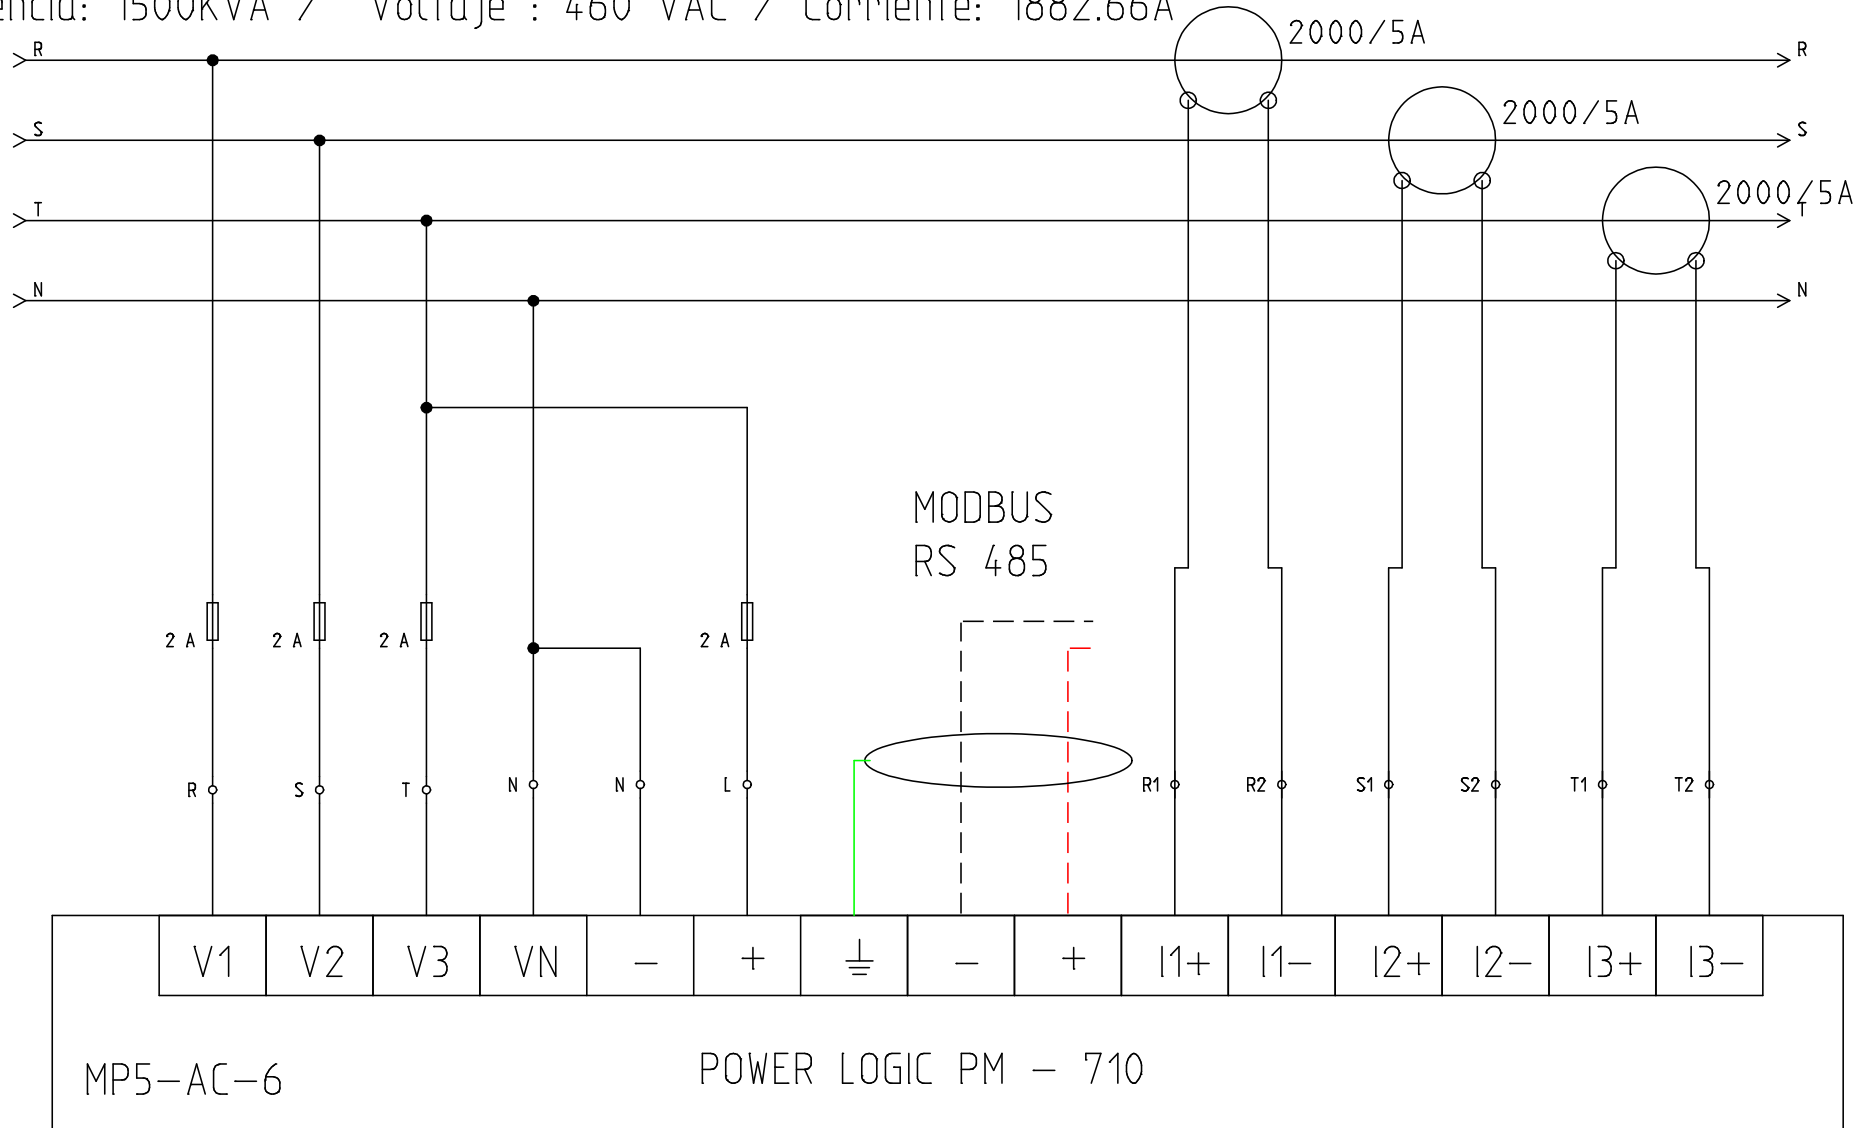 encia: 1500KVA / Voltaje : 460 VAC / Corriente: 1882.66A
2000/5A
R R
2000/5A
S S
2000/5A
T T
N N
MODBUS
RS 485
2 A 2 A 2 A 2 A
R S T N N L R1 R2 S1 S2 T1 T2
V1 V2 V3 VN - + - + I1+ I1- I2+ I2- I3+ I3-
MP5-AC-6 POWER LOGIC PM - 710